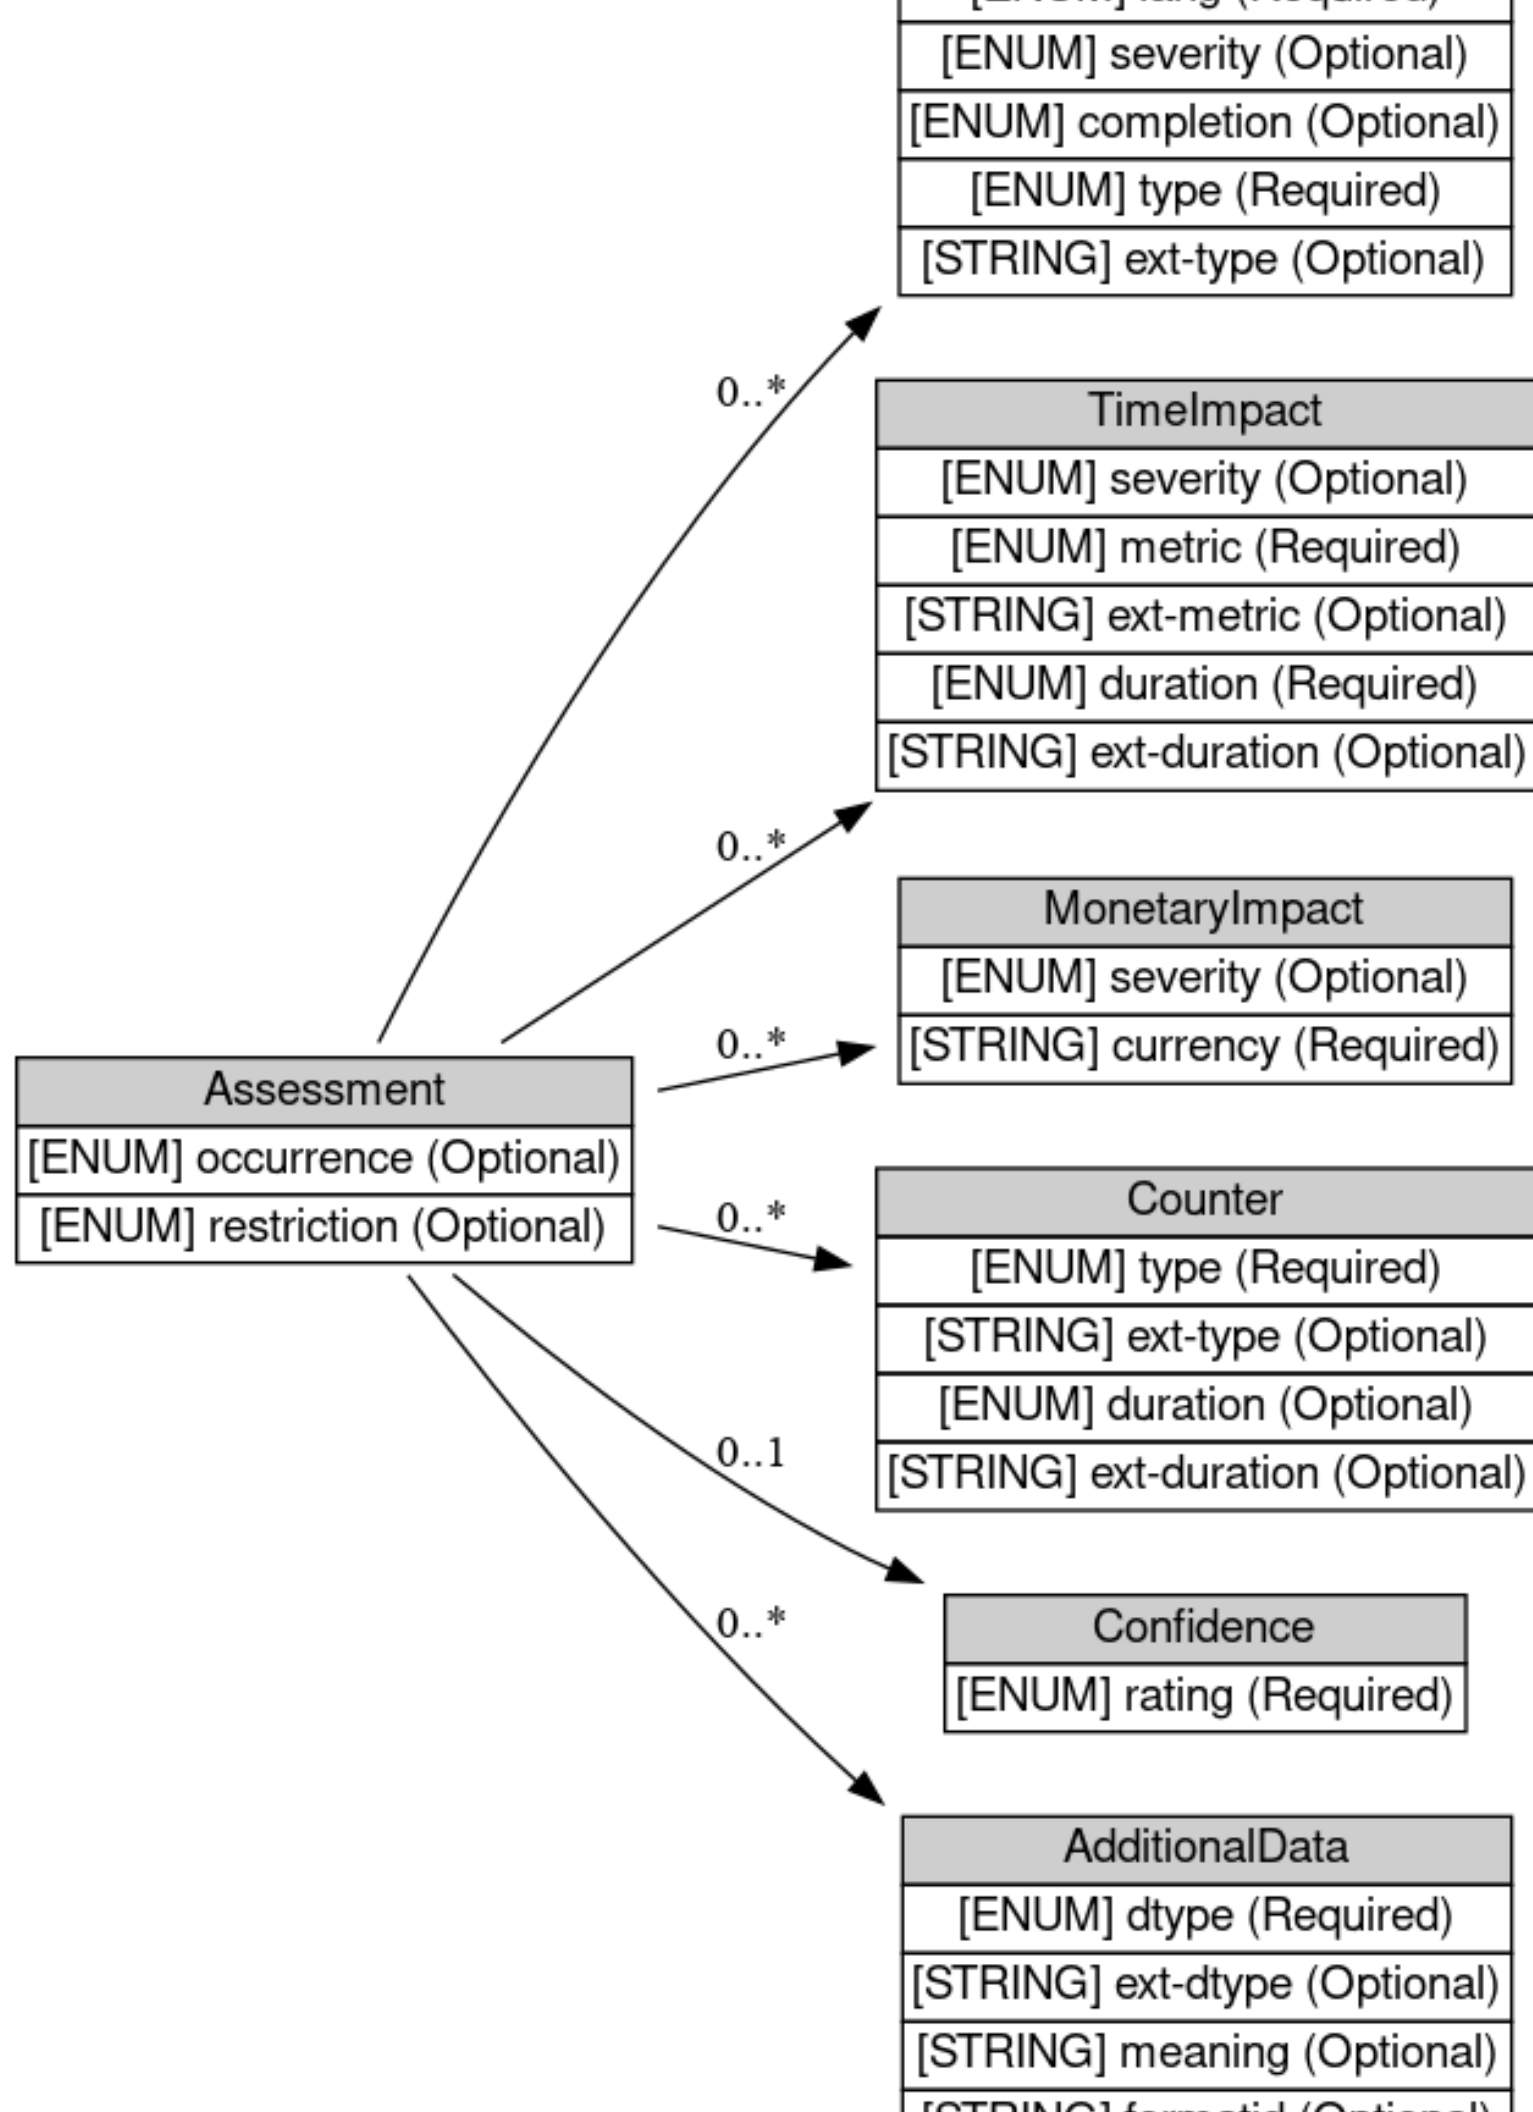 [ENUM] severity (Optional)
[ENUM] completion (Optional)
[ENUM] type (Required)
[STRING] ext-type (Optional)
0..*
TimeImpact
[ENUM] severity (Optional)
[ENUM] metric (Required)
[STRING] ext-metric (Optional)
[ENUM] duration (Required)
[STRING] ext-duration (Optional)
0..*
MonetaryImpact
[ENUM] severity (Optional)
[STRING] currency (Required)
0..*
Assessment
[ENUM] occurrence (Optional)
[ENUM] restriction (Optional)
0..*
Counter
[ENUM] type (Required)
[STRING] ext-type (Optional)
[ENUM] duration (Optional)
[STRING] ext-duration (Optional)
0..1
Confidence
[ENUM] rating (Required)
0..*
AdditionalData
[ENUM] dtype (Required)
[STRING] ext-dtype (Optional)
[STRING] meaning (Optional)